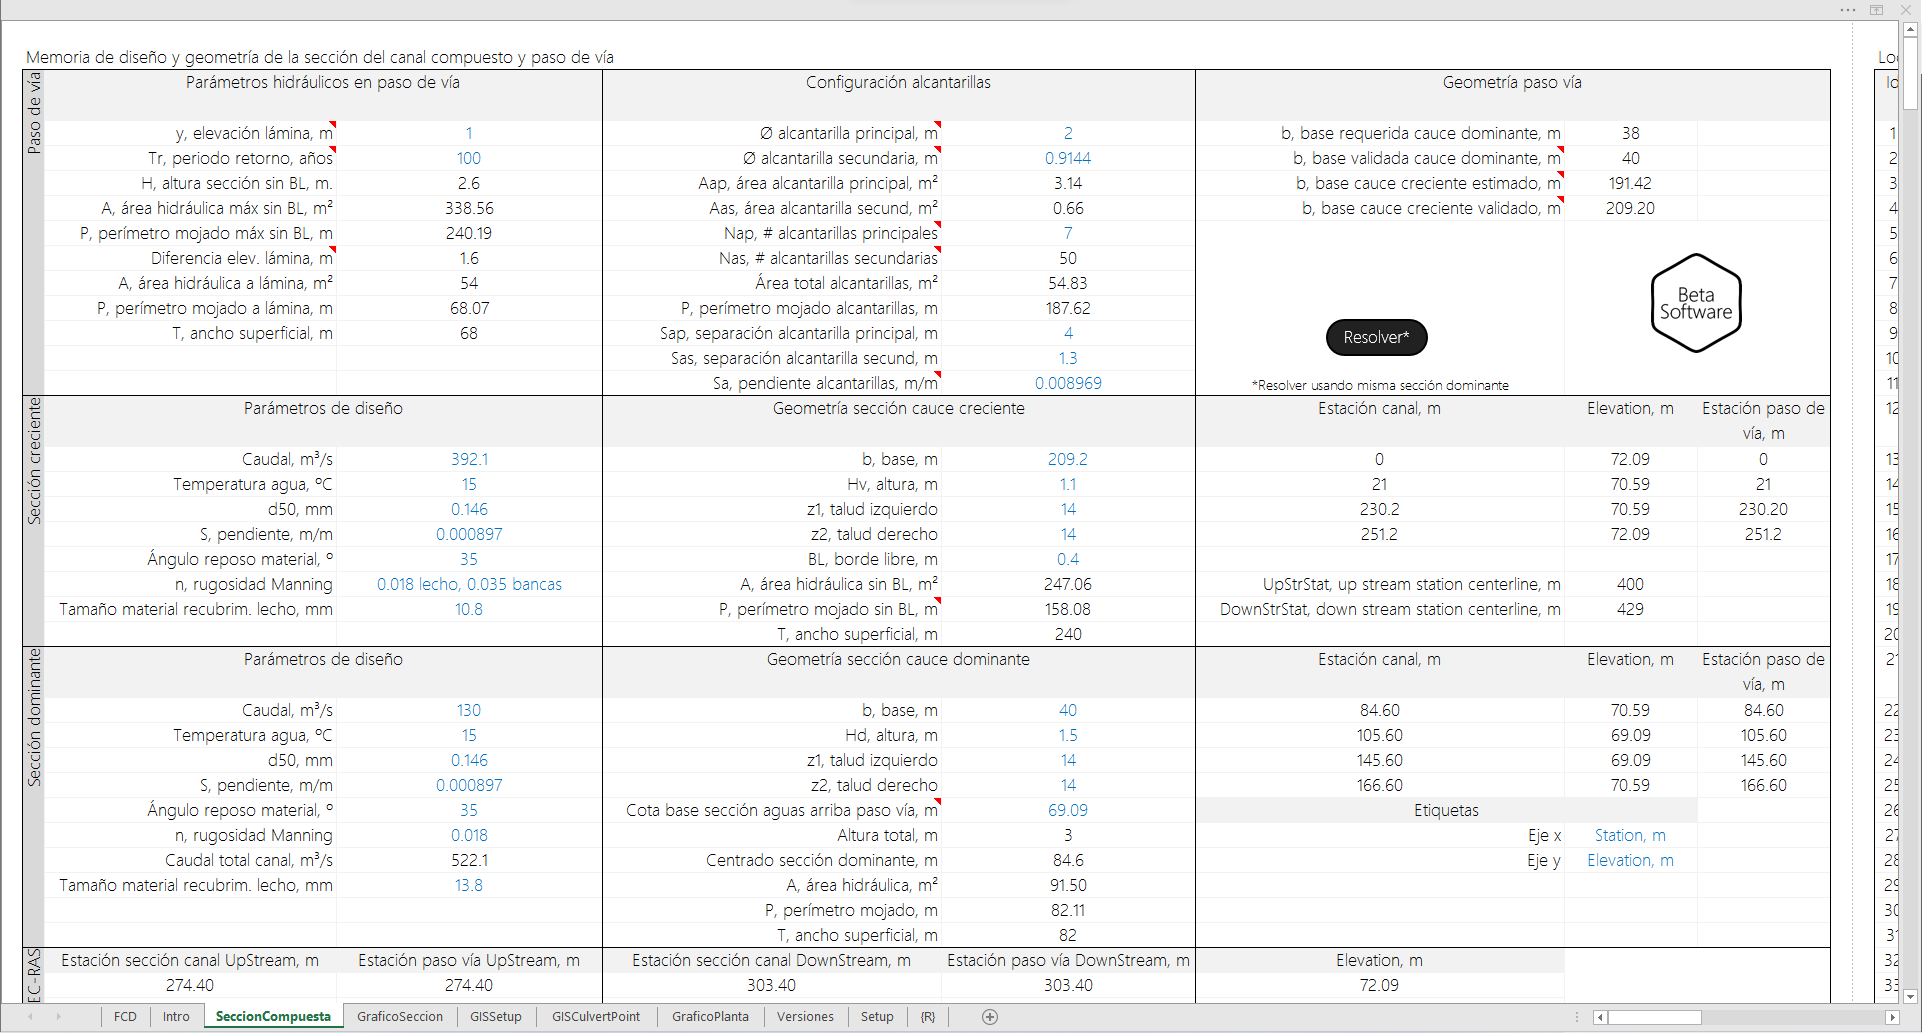 Memoria de diseño y geometría de la sección del canal compuesto y paso de vía
Paso de vía
Parámetros hidráulicos en paso de vía Configuración alcantarillas Geometría paso vía
y, elevación lámina, m 1 Ø alcantarilla principal, m 2 b, base requerida cauce dominante, m 38
Tr, periodo retorno, años 100 Ø alcantarilla secundaria, m 0.9144 b, base validada cauce dominante, m 40
H, altura sección sin BL, m. 2.6 Aap, área alcantarilla principal, m² 3.14 b, base cauce creciente estimado, m 191.42
A, área hidráulica máx sin BL, m² 338.56 Aas, área alcantarilla secund, m² 0.66 b, base cauce creciente validado, m 209.20
P, perímetro mojado máx sin BL, m 240.19 Nap, # alcantarillas principales 7
Diferencia elev. lámina, m 1.6 Nas, # alcantarillas secundarias 50
A, área hidráulica a lámina, m² 54 Área total alcantarillas, m² 54.83
P, perímetro mojado a lámina, m 68.07 P, perímetro mojado alcantarillas, m 187.62
T, ancho superficial, m 68 Sap, separación alcantarilla principal, m 4
Sas, separación alcantarilla secund, m 1.3
Sa, pendiente alcantarillas, m/m 0.008969
Beta
Software
Resolver*
*Resolver usando misma sección dominante
Sección creciente
Parámetros de diseño Geometría sección cauce creciente Estación canal, m Elevation, m Estación paso de
vía, m
Caudal, m³/s 392.1 b, base, m 209.2 0 72.09 0
Temperatura agua, ºC 15 Hv, altura, m 1.1 21 70.59 21
d50, mm 0.146 z1, talud izquierdo 14 230.2 70.59 230.20
S, pendiente, m/m 0.000897 z2, talud derecho 14 251.2 72.09 251.2
Ángulo reposo material, º 35 BL, borde libre, m 0.4
n, rugosidad Manning 0.018 lecho, 0.035 bancas A, área hidráulica sin BL, m² 247.06 UpStrStat, up stream station centerline, m 400
Tamaño material recubrim. lecho, mm 10.8 P, perímetro mojado sin BL, m 158.08 DownStrStat, down stream station centerline, m 429
T, ancho superficial, m 240
Sección dominante
Parámetros de diseño Geometría sección cauce dominante Estación canal, m Elevation, m Estación paso de
vía, m
Caudal, m³/s 130 b, base, m 40 84.60 70.59 84.60
Temperatura agua, ºC 15 Hd, altura, m 1.5 105.60 69.09 105.60
d50, mm 0.146 z1, talud izquierdo 14 145.60 69.09 145.60
S, pendiente, m/m 0.000897 z2, talud derecho 14 166.60 70.59 166.60
Ángulo reposo material, º 35 Cota base sección aguas arriba paso vía, m 69.09 Etiquetas
n, rugosidad Manning 0.018 Altura total, m 3 Eje x Station, m
Caudal total canal, m³/s 522.1 Centrado sección dominante, m 84.6 Eje y Elevation, m
Tamaño material recubrim. lecho, mm 13.8 A, área hidráulica, m² 91.50
P, perímetro mojado, m 82.11
T, ancho superficial, m 82
EC-RAS
Estación sección canal UpStream, m Estación paso vía UpStream, m Estación sección canal DownStream, m Estación paso vía DownStream, m Elevation, m
274.40 274.40 303.40 303.40 72.09
1
2
3
4
5
6
7
8
9
10
11
12
13
14
15
16
17
18
19
20
21
22
23
24
25
26
27
28
29
30
31
32
33
FCD Intro SeccionCompuesta GraficoSeccion GISSetup GISCulvertPoint GraficoPlanta Versiones Setup {R}